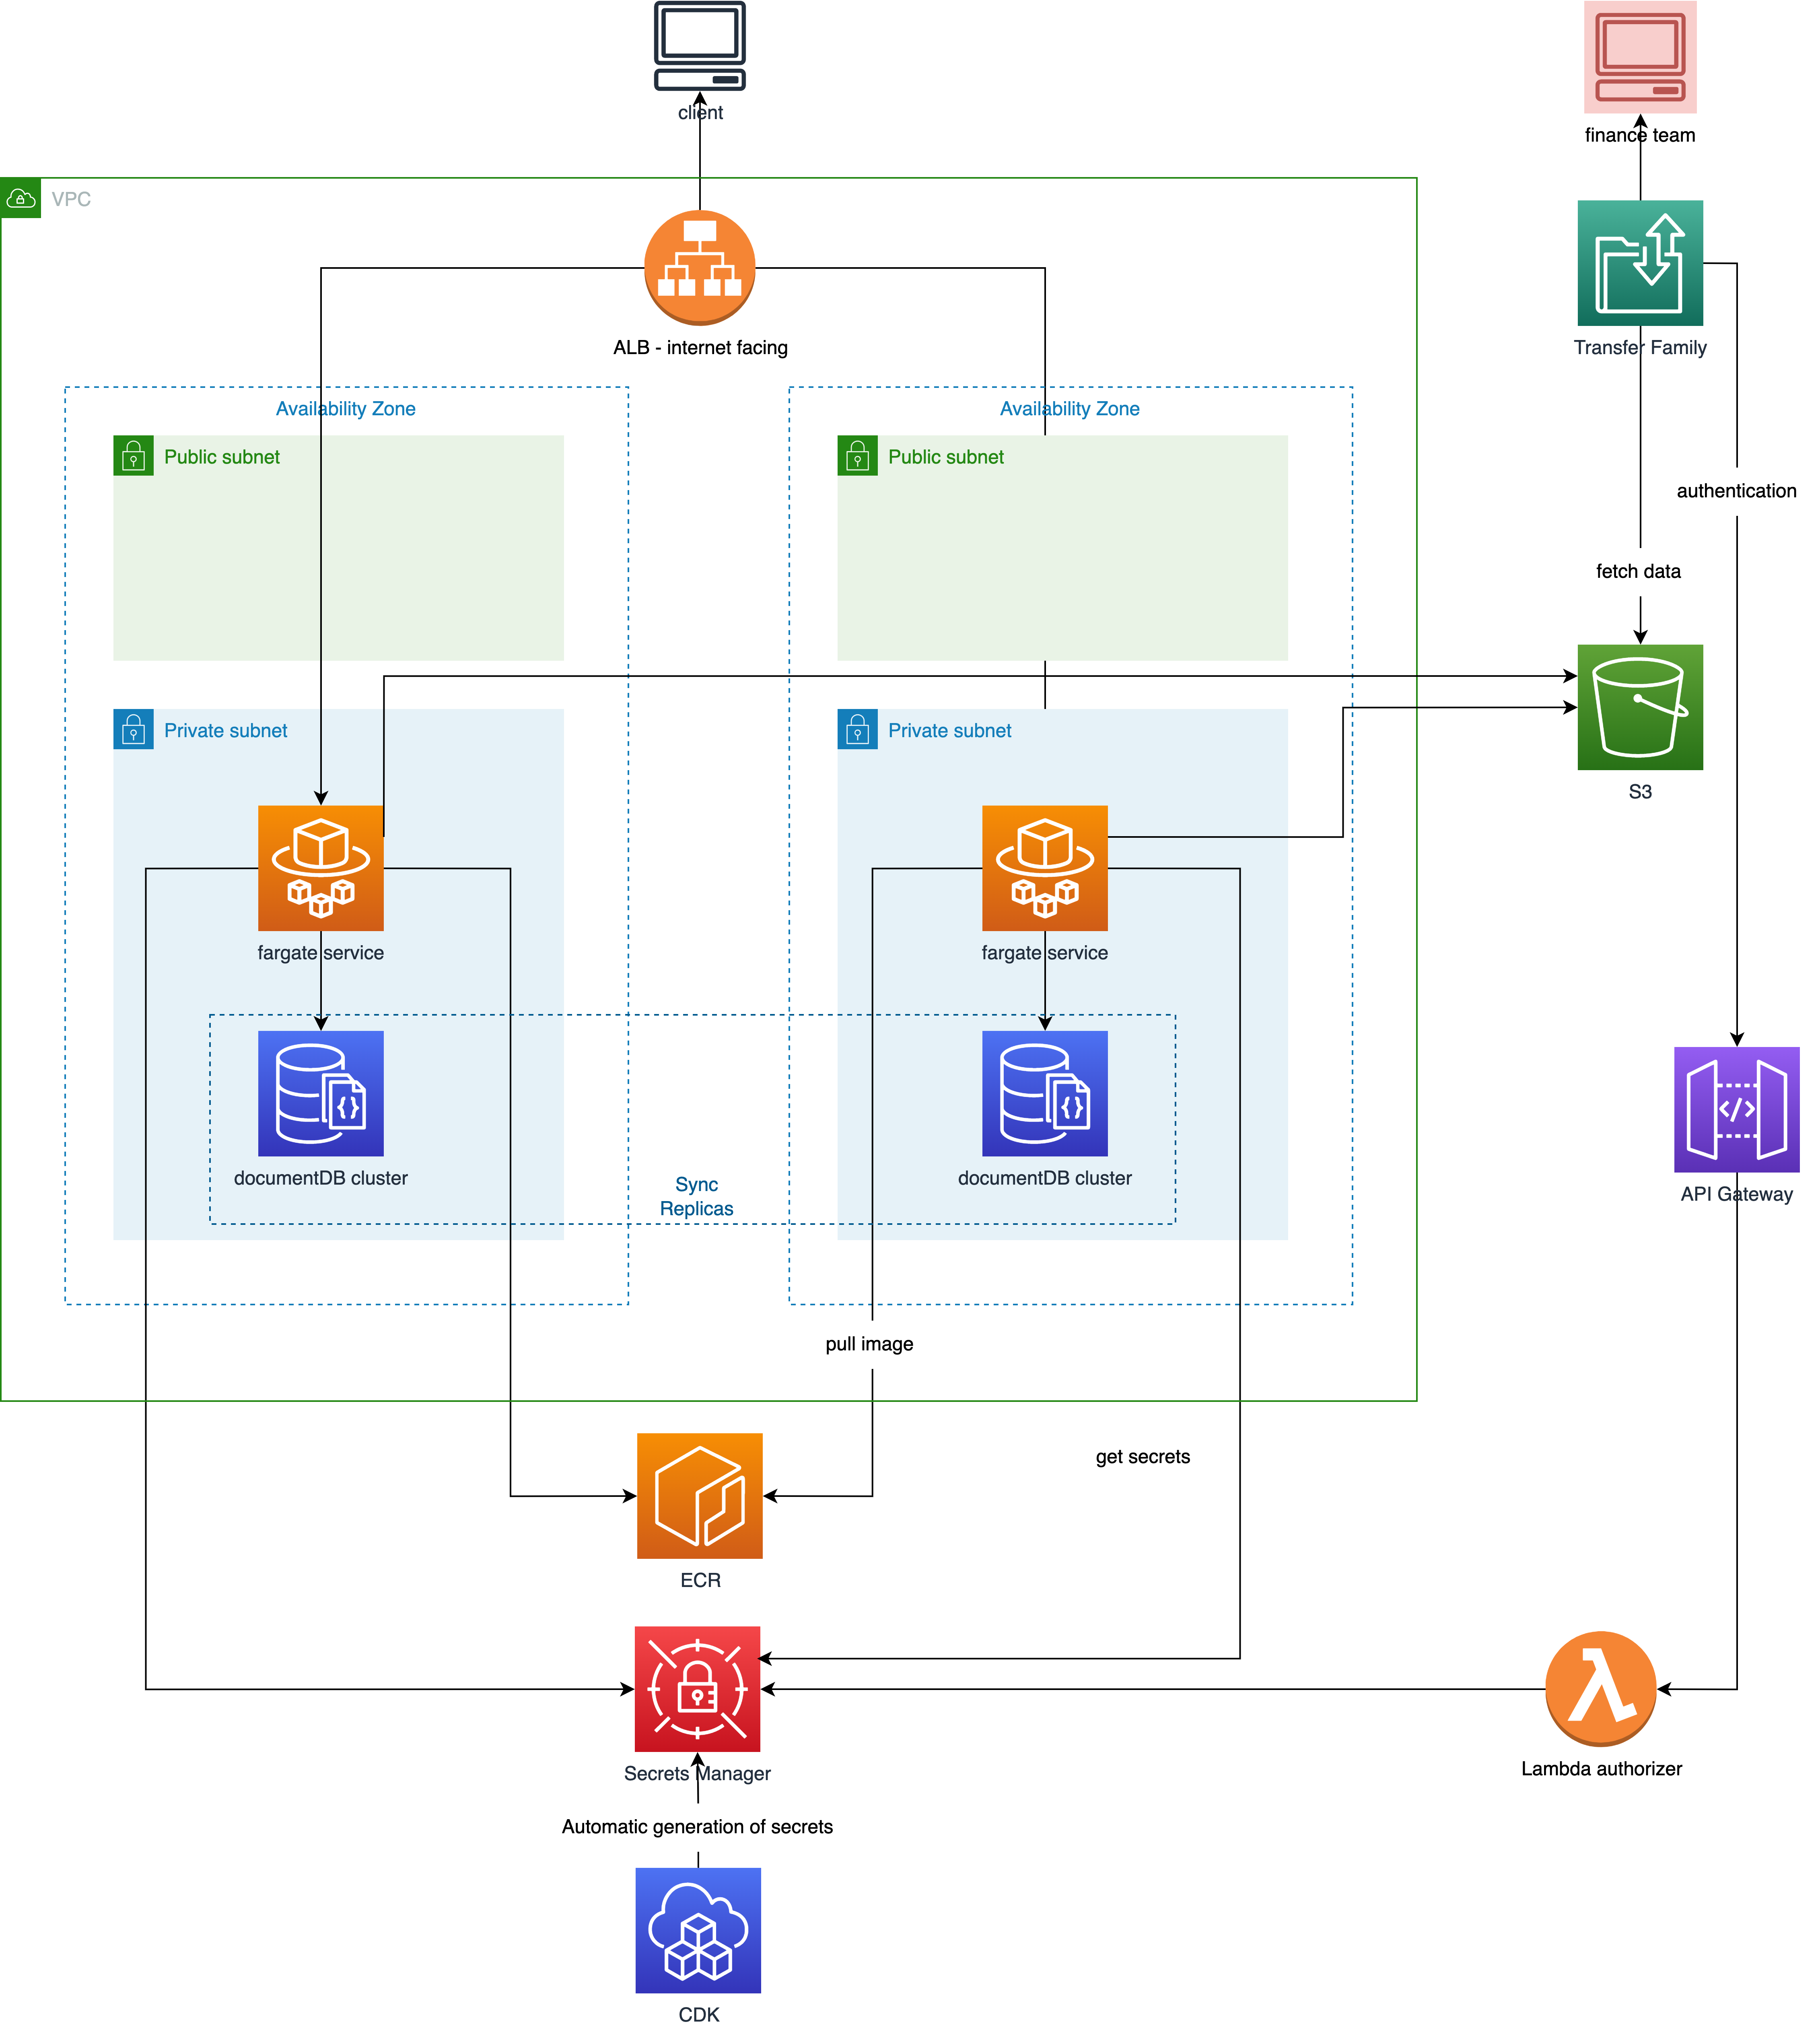 client
finance team
VPC
ALB - internet facing
Transfer Family
Availability Zone
Availability Zone
Public subnet
Public subnet
authentication
fetch data
Private subnet
Private subnet
S3
fargate service
fargate service
documentDB cluster
documentDB cluster
Sync
Replicas
API Gateway
pull image
get secrets
ECR
Secrets Manager
Lambda authorizer
Automatic generation of secrets
CDK